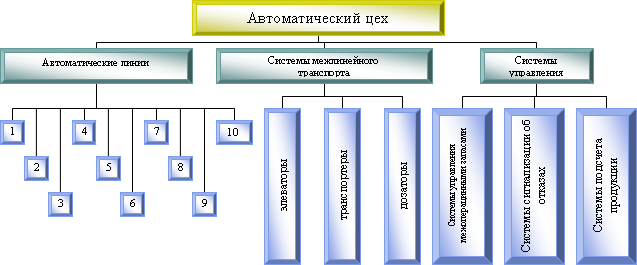 Автоматический цех
Автоматические линии
Системы межлинейного
транспорта
Системы
управления
1
4
7
10
2
5
8
3
6
9
элеваторы
транспортеры
дозаторы
Системы управления
межоперационными запасами
Системы сигнализации об
отказах
Системы подсчета
продукции